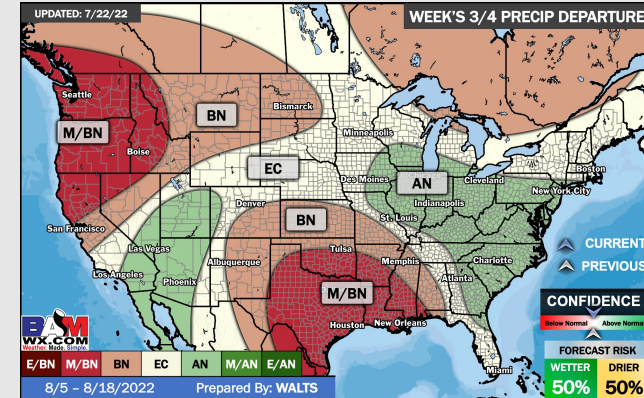 UPDATED: 7/22/22
WEEK'S 3/4 PRECIP DEPARTURE
Seattle
M/BN
Boise
BN
Bismarck
Minneapolis
EC
Des Moines
AN
Cleveland
Boston
New York City
Indianapolis
Denver
BN
St. Louis
San Francisco
Las Vegas
Los Angeles
Phoenix
Albuquerque
Tulsa
Memphis
Charlotte
Atlanta
M/BN
Houston
New Orleans
Miami
CURRENT
PREVIOUS
CONFIDENCE
Below Normal
Above Norma
FORECAST RISK
WETTER
DRIER
50%
50%
BAM
WX.COM
Weather. Made. Simple.
E/BN M/BN BN EC AN M/AN E/AN
8/5 – 8/18/2022
Prepared By: WALTS